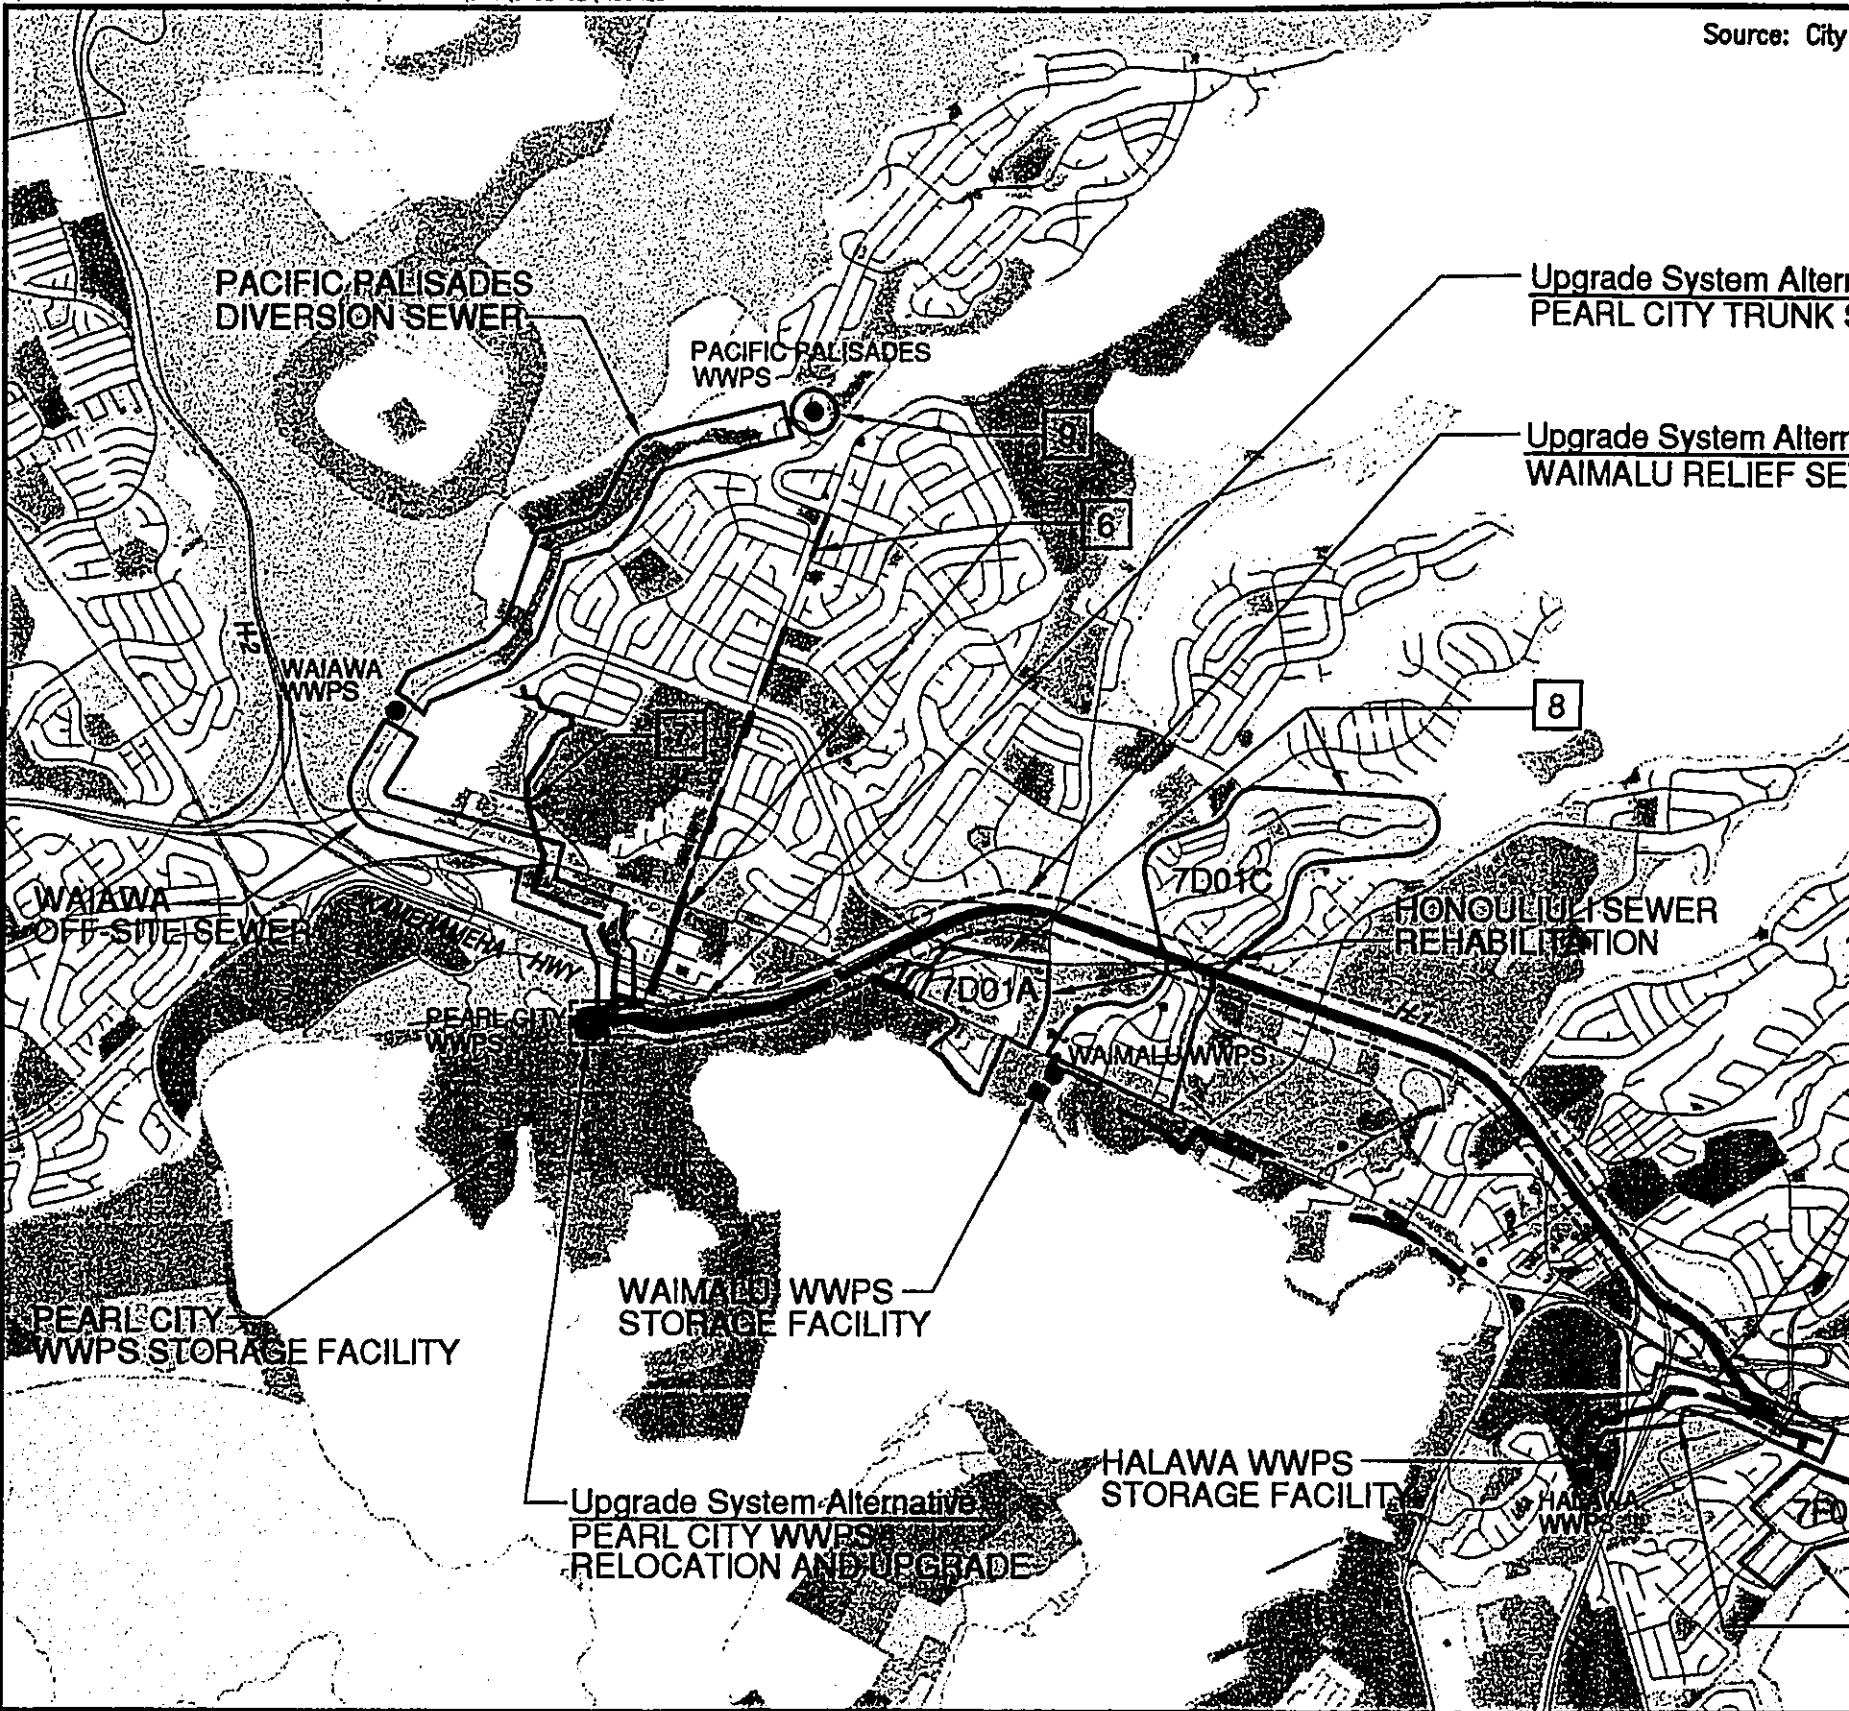 Source: City
PACIFIC PALISADES
DIVERSION SEWER
PACIFIC PALISADES
WWPS
Upgrade System Altern
PEARL CITY TRUNK S
9
Upgrade System Altern
WAIMALU RELIEF SE
6
H-2
WAIAWA
WWPS
8
7
7D01C
WAIAWA
OFF-SITE SEWER
KAMEHAMEHA HWY
HONOULIULI SEWER
REHABILITATION
7D01A
PEARL CITY
WWPS
H-1
WAIMALU WWPS
WAIMALU WWPS
STORAGE FACILITY
PEARL CITY
WWPS STORAGE FACILITY
HALAWA WWPS
STORAGE FACILITY
HALAWA
WWPS
7F0
Upgrade System Alternative
PEARL CITY WWPS
RELOCATION AND UPGRADE